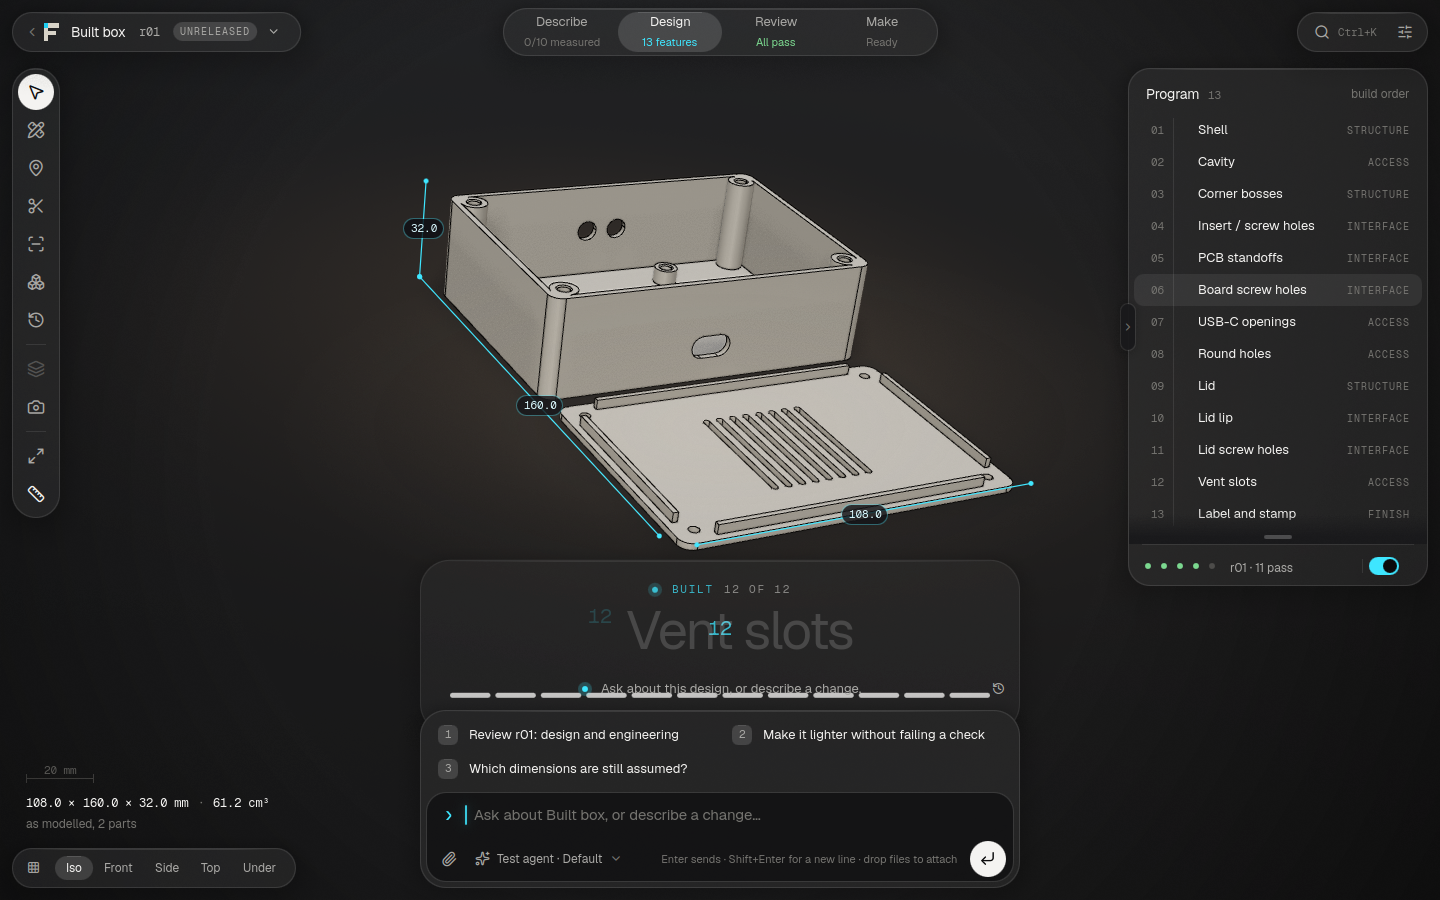 Built box r01 UNRELEASED
Describe
0/10 measured
Design
13 features
Review
All pass
Make
Ready
Ctrl+K
Program 13 build order
01 Shell STRUCTURE
02 Cavity ACCESS
03 Corner bosses STRUCTURE
04 Insert / screw holes INTERFACE
05 PCB standoffs INTERFACE
06 Board screw holes INTERFACE
07 USB-C openings ACCESS
08 Round holes ACCESS
09 Lid STRUCTURE
10 Lid lip INTERFACE
11 Lid screw holes INTERFACE
12 Vent slots ACCESS
13 Label and stamp FINISH
r01 · 11 pass
32.0
160.0
108.0
BUILT 12 OF 12
12
Vent slots
12
Ask about this design, or describe a change.
1 Review r01: design and engineering
2 Make it lighter without failing a check
3 Which dimensions are still assumed?
Ask about Built box, or describe a change…
Test agent · Default
Enter sends · Shift+Enter for a new line · drop files to attach
20 mm
108.0 × 160.0 × 32.0 mm · 61.2 cm³
as modelled, 2 parts
Iso Front Side Top Under